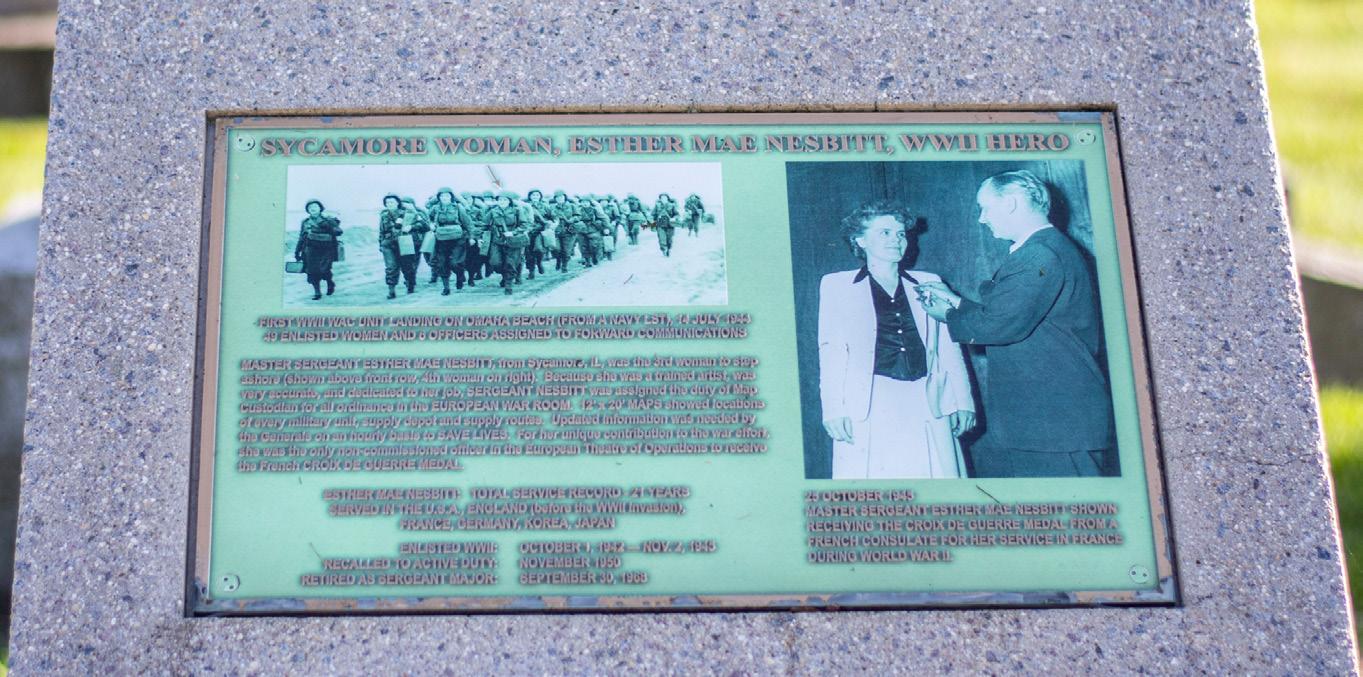 SYCAMORE WOMAN, ESTHER MAE NESBITT, WWII HERO
FIRST WWII WAC UNIT LANDING ON OMAHA BEACH (FROM A NAVY LST), 14 JULY 1944
49 ENLISTED WOMEN AND 6 OFFICERS ASSIGNED TO FORWARD COMMUNICATIONS
MASTER SERGEANT ESTHER MAE NESBITT, from Sycamore, IL, was the 3rd woman to step
ashore (shown above front row, 4th woman on right). Because she was a trained artist, was
very accurate, and dedicated to her job, SERGEANT NESBITT was assigned the duty of Map
Custodian for all ordinance in the EUROPEAN WAR ROOM. 12' x 20' MAPS showed locations
of every military unit, supply depot and supply routes. Updated information was needed by
the Generals on an hourly basis to SAVE LIVES. For her unique contribution to the war effort,
she was the only non-commissioned officer in the European Theatre of Operations to receive
the French CROIX DE GUERRE MEDAL.
ESTHER MAE NESBITT: TOTAL SERVICE RECORD 21 YEARS
SERVED IN THE U.S.A., ENGLAND (before the WWII invasion),
FRANCE, GERMANY, KOREA, JAPAN
ENLISTED WWII: OCTOBER 1, 1942 — NOV. 2, 1945
RECALLED TO ACTIVE DUTY: NOVEMBER 1950
RETIRED AS SERGEANT MAJOR: SEPTEMBER 30, 1968
OCTOBER 1945
MASTER SERGEANT ESTHER MAE NESBITT SHOWN
RECEIVING THE CROIX DE GUERRE MEDAL FROM A
FRENCH CONSULATE FOR HER SERVICE IN FRANCE
DURING WORLD WAR II.